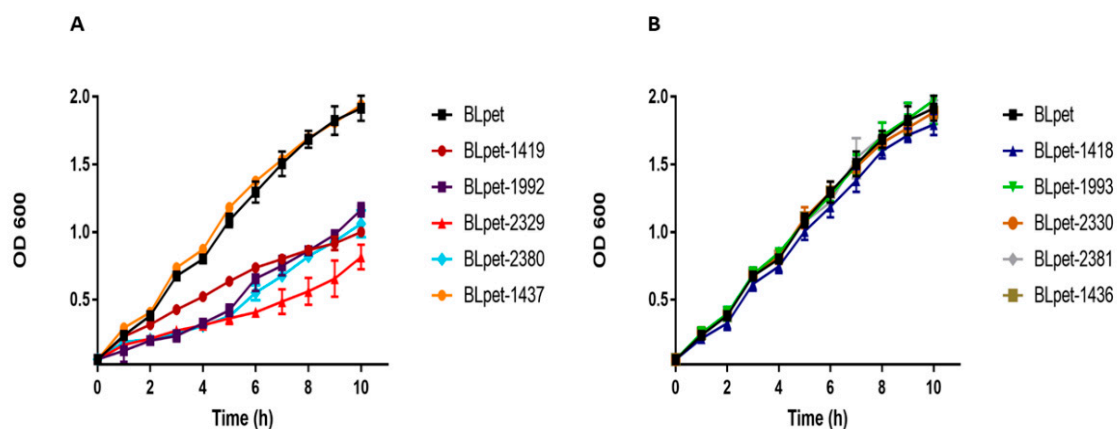 A
OD 600
2.0
1.5
1.0
0.5
0 2 4 6 8 10
Time (h)
BLpet
BLpet-1419
BLpet-1992
BLpet-2329
BLpet-2380
BLpet-1437
B
OD 600
2.0
1.5
1.0
0.5
0 2 4 6 8 10
Time (h)
BLpet
BLpet-1418
BLpet-1993
BLpet-2330
BLpet-2381
BLpet-1436